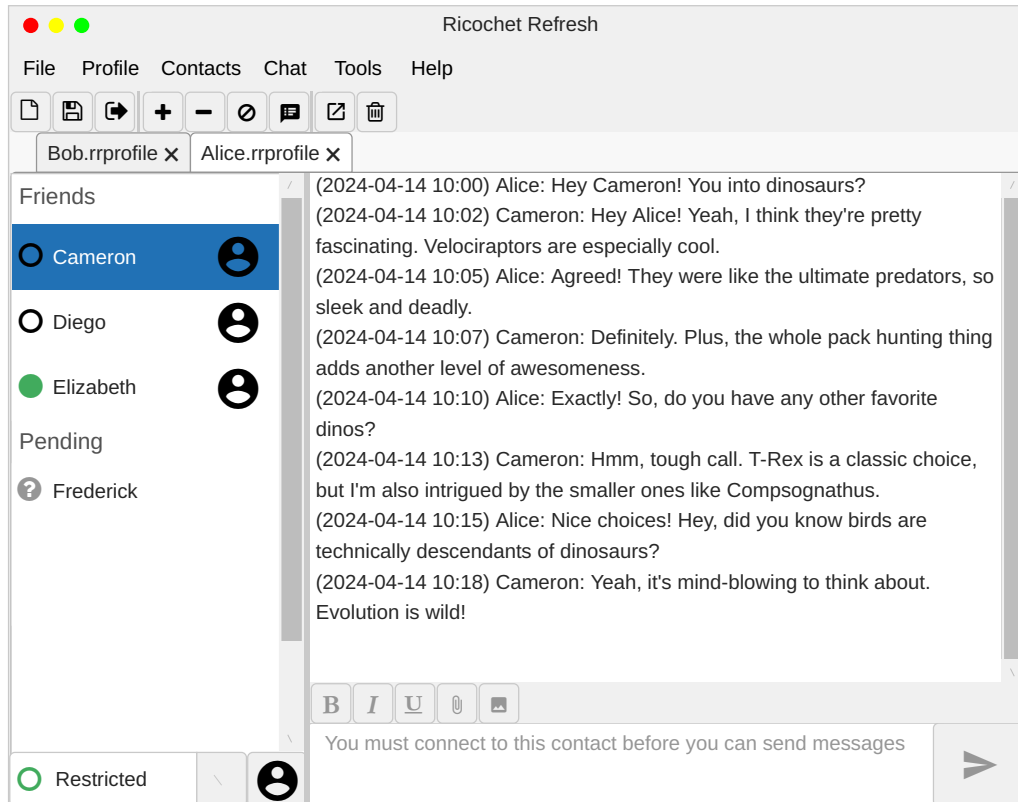 Ricochet Refresh
File Profile Contacts Chat Tools Help
Bob.rrprofile Alice.rrprofile
Friends
Cameron
Diego
Elizabeth
Pending
Frederick
Restricted
(2024-04-14 10:00) Alice: Hey Cameron! You into dinosaurs?
(2024-04-14 10:02) Cameron: Hey Alice! Yeah, I think they're pretty
fascinating. Velociraptors are especially cool.
(2024-04-14 10:05) Alice: Agreed! They were like the ultimate predators, so
sleek and deadly.
(2024-04-14 10:07) Cameron: Definitely. Plus, the whole pack hunting thing
adds another level of awesomeness.
(2024-04-14 10:10) Alice: Exactly! So, do you have any other favorite
dinos?
(2024-04-14 10:13) Cameron: Hmm, tough call. T-Rex is a classic choice,
but I'm also intrigued by the smaller ones like Compsognathus.
(2024-04-14 10:15) Alice: Nice choices! Hey, did you know birds are
technically descendants of dinosaurs?
(2024-04-14 10:18) Cameron: Yeah, it's mind-blowing to think about.
Evolution is wild!
B I U
You must connect to this contact before you can send messages